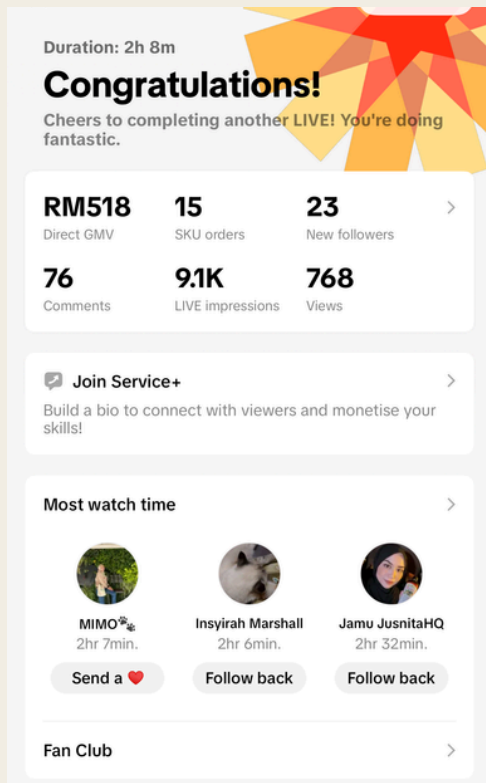 Duration: 2h 8m
Congratulations!
Cheers to completing another LIVE! You're doing
fantastic.
RM518 15 23
Direct GMV SKU orders New followers
76 9.1K 768
Comments LIVE impressions Views
Join Service+
Build a bio to connect with viewers and monetise your
skills!
Most watch time
MIMO🐾 Insyirah Marshall Jamu JusnitaHQ
2hr 7min. 2hr 6min. 2hr 32min.
Send a ❤️ Follow back Follow back
Fan Club